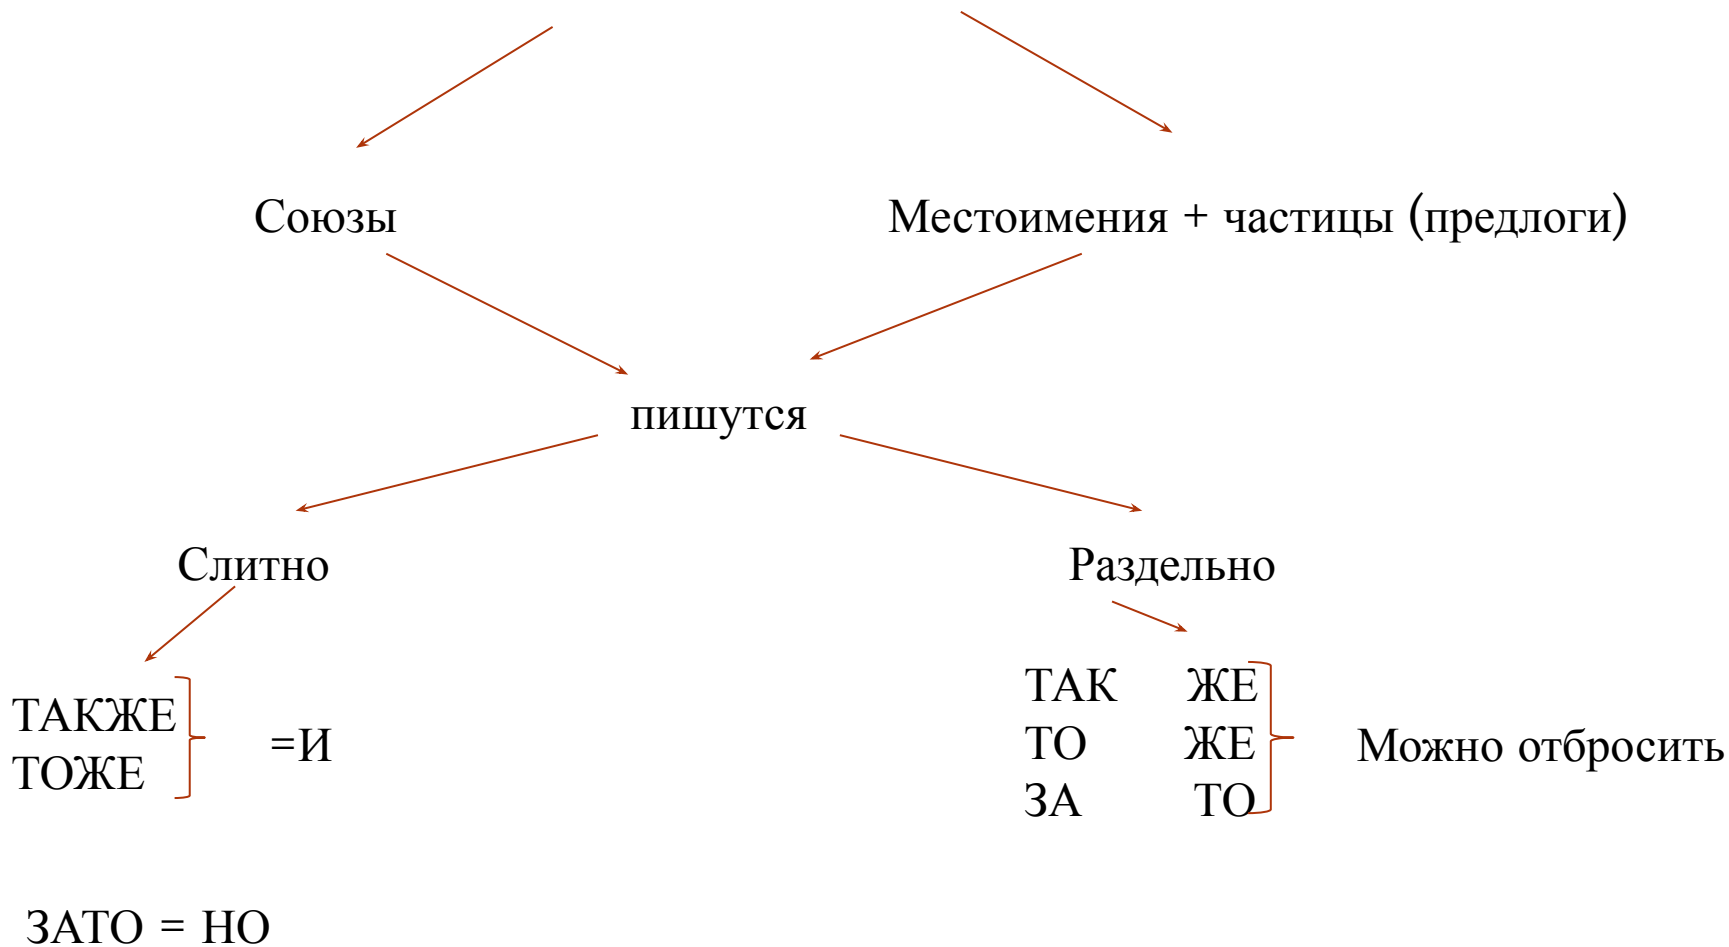 Союзы
Местоимения + частицы (предлоги)
пишутся
Слитно
Раздельно
ТАКЖЕ
ТОЖЕ
=И
ТАК ЖЕ
ТО ЖЕ
ЗА ТО
Можно отбросить
ЗАТО = НО